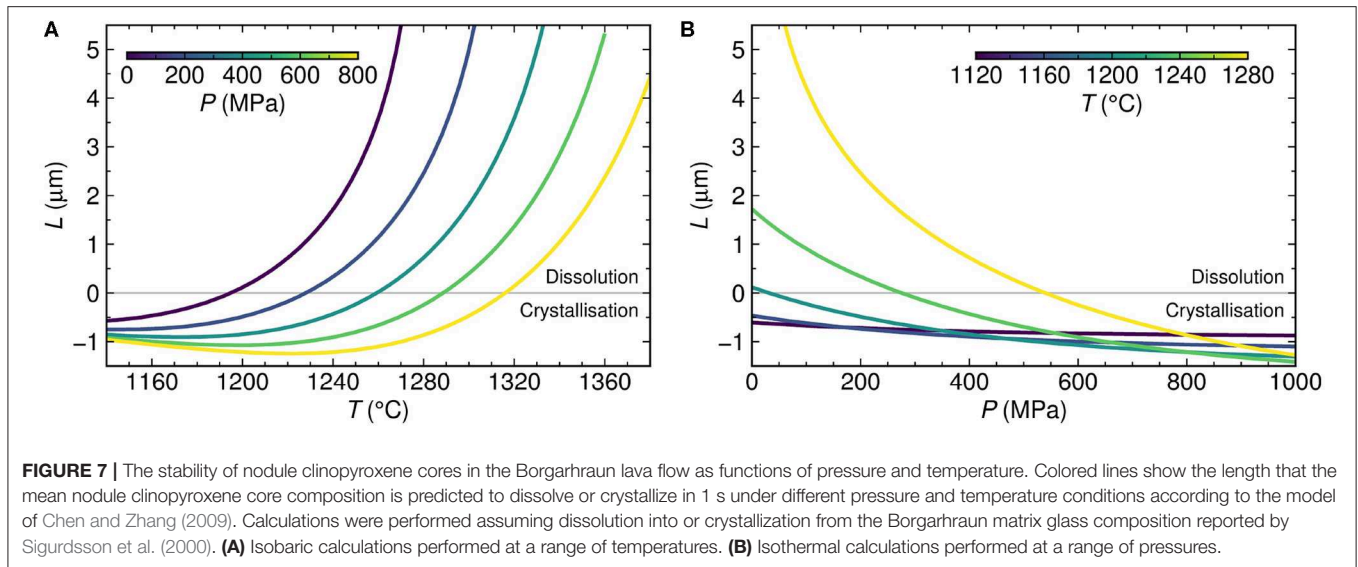 A
B
5
4
3
2
1
0
−1
L (μm)
0 200 400 600 800
P (MPa)
Dissolution
Crystallisation
1160 1200 1240 1280 1320 1360
T (°C)
5
4
3
2
1
0
−1
L (μm)
1120 1160 1200 1240 1280
T (°C)
Dissolution
Crystallisation
0 200 400 600 800 1000
P (MPa)
FIGURE 7 | The stability of nodule clinopyroxene cores in the Borgarhraun lava flow as functions of pressure and temperature. Colored lines show the length that the
mean nodule clinopyroxene core composition is predicted to dissolve or crystallize in 1 s under different pressure and temperature conditions according to the model
of Chen and Zhang (2009). Calculations were performed assuming dissolution into or crystallization from the Borgarhraun matrix glass composition reported by
Sigurdsson et al. (2000). (A) Isobaric calculations performed at a range of temperatures. (B) Isothermal calculations performed at a range of pressures.